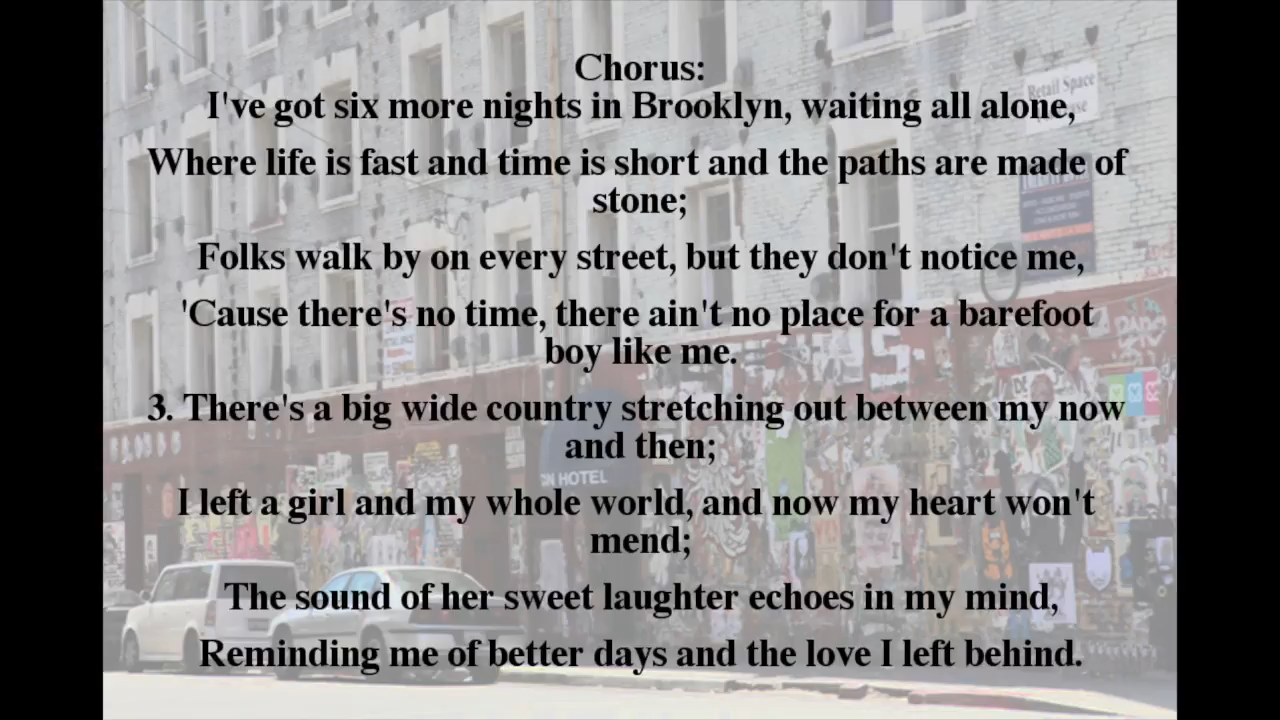 Chorus:
I've got six more nights in Brooklyn, waiting all alone,
Where life is fast and time is short and the paths are made of
stone;
Folks walk by on every street, but they don't notice me,
'Cause there's no time, there ain't no place for a barefoot
boy like me.
3. There's a big wide country stretching out between my now
and then;
I left a girl and my whole world, and now my heart won't
mend;
The sound of her sweet laughter echoes in my mind,
Reminding me of better days and the love I left behind.
Retail Space
HOTEL